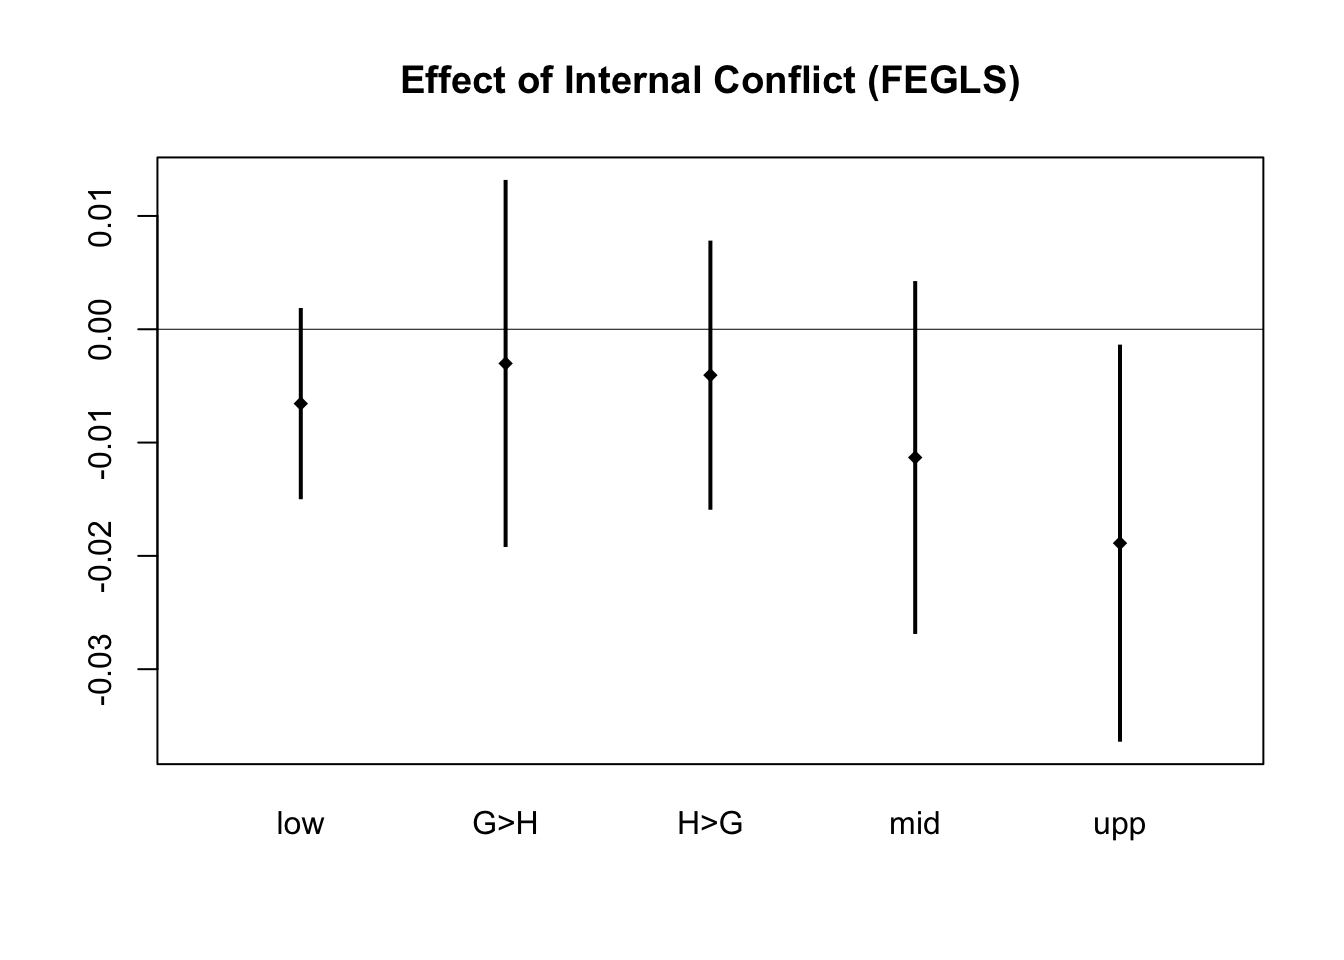 Effect of Internal Conflict (FEGLS)
0.01
0.00
-0.01
-0.02
-0.03
low G>H H>G mid upp